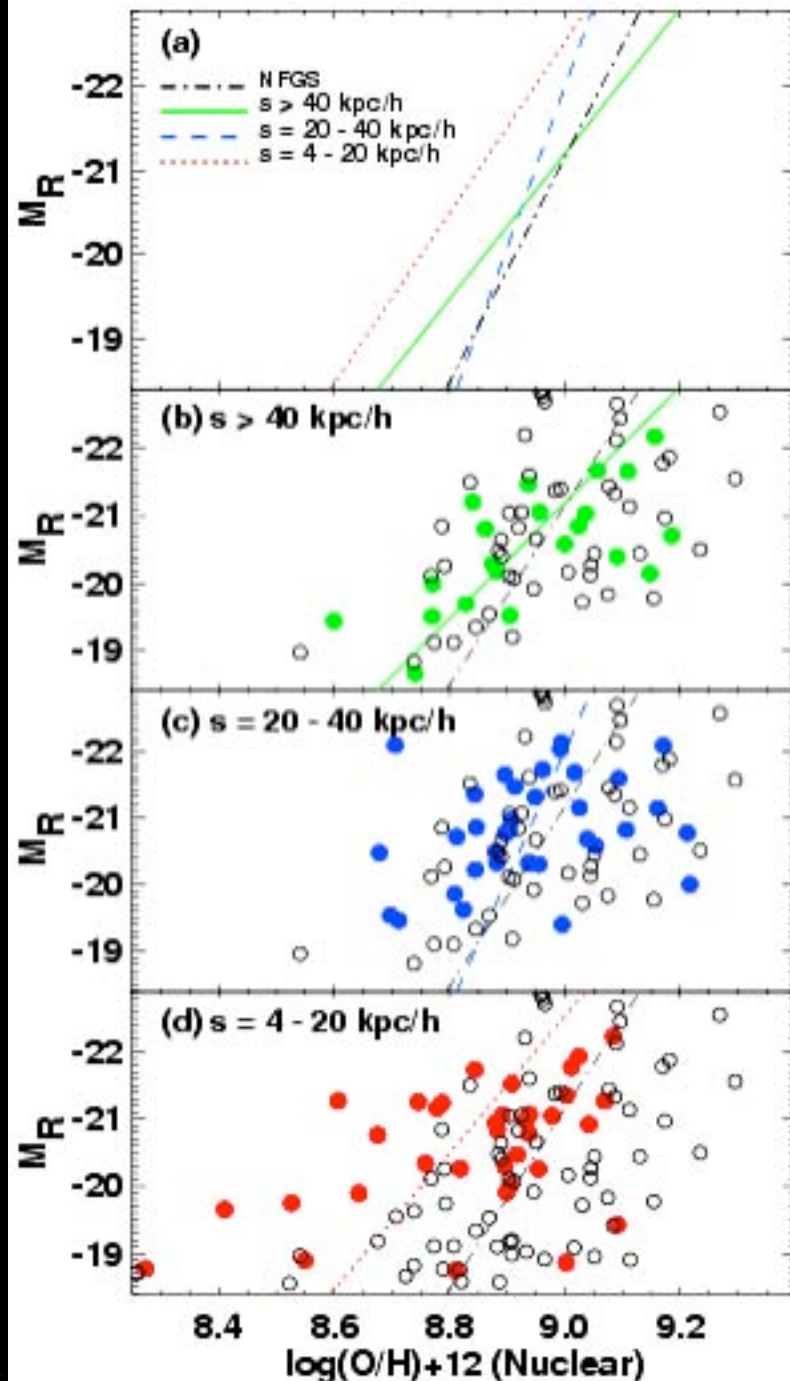 (a)
NFGS
s > 40 kpc/h
s = 20 - 40 kpc/h
s = 4 - 20 kpc/h
-22
-21
-20
-19
M_R
(b) s > 40 kpc/h
-22
-21
-20
-19
M_R
(c) s = 20 - 40 kpc/h
-22
-21
-20
-19
M_R
(d) s = 4 - 20 kpc/h
-22
-21
-20
-19
M_R
8.4 8.6 8.8 9.0 9.2
log(O/H)+12 (Nuclear)